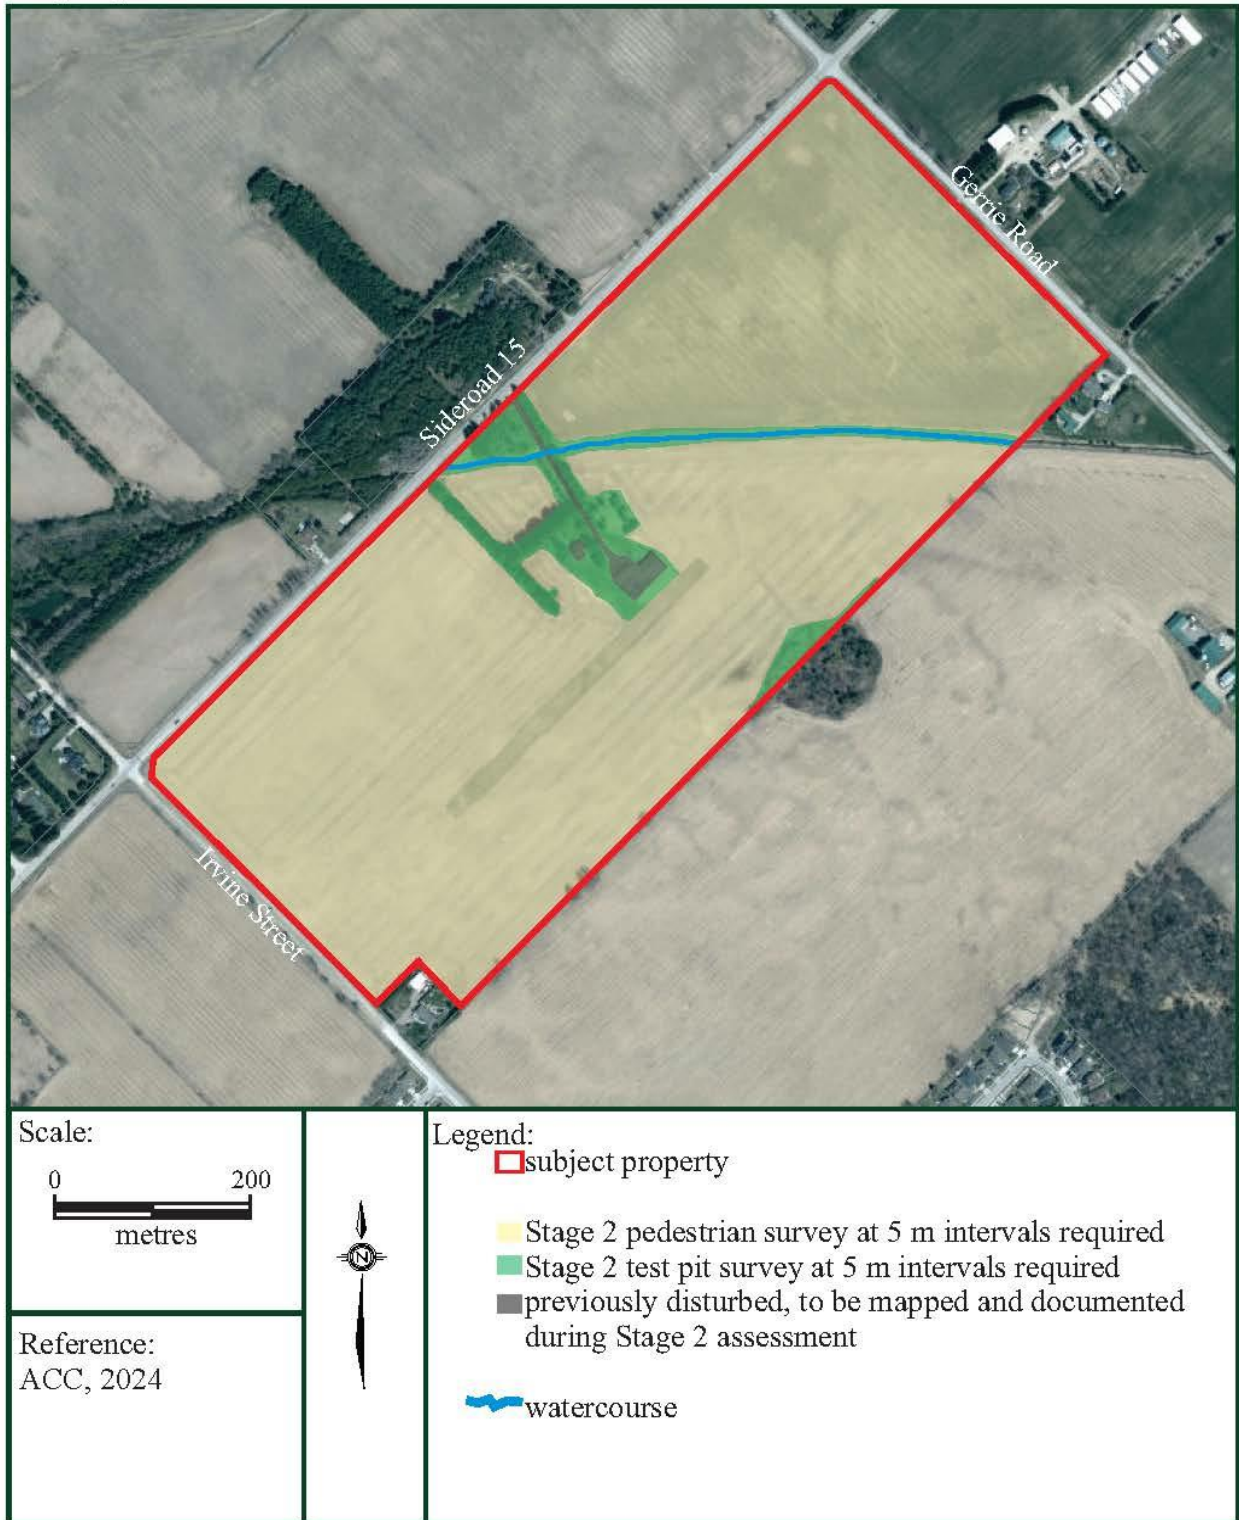 Gerrie Road
Sideroad 15
Irvine Street
Scale:
0 200
metres
Reference:
ACC, 2024
N
Legend:
subject property
Stage 2 pedestrian survey at 5 m intervals required
Stage 2 test pit survey at 5 m intervals required
previously disturbed, to be mapped and documented
during Stage 2 assessment
watercourse